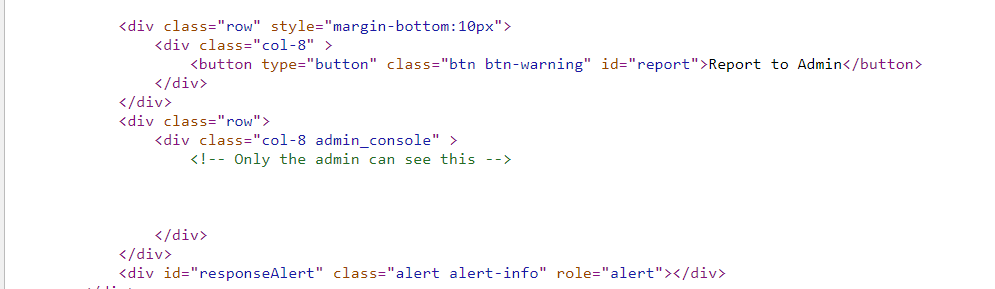 <div class="row" style="margin-bottom:10px">
<div class="col-8" >
<button type="button" class="btn btn-warning" id="report">Report to Admin</button>
</div>
</div>
<div class="row">
<div class="col-8 admin_console" >
<!-- Only the admin can see this -->
</div>
</div>
<div id="responseAlert" class="alert alert-info" role="alert"></div>